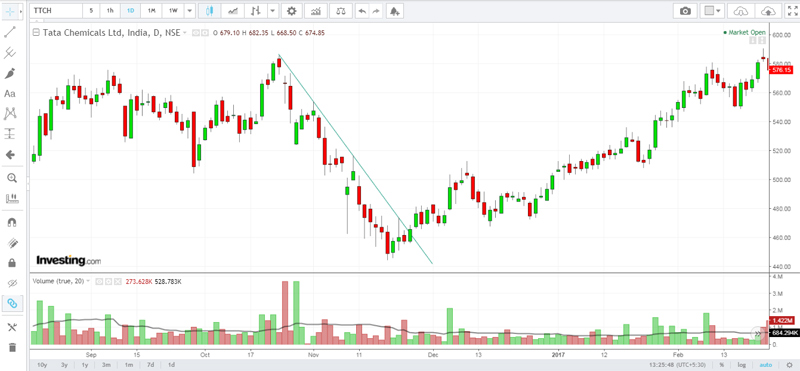 TTCH 5 1h 1D 1W
Tata Chemicals Ltd, India, D, NSE O 679.10 H 682.35 L 668.50 C 674.85
Market Open
600.00
576.15
560.00
540.00
520.00
500.00
480.00
460.00
440.00
Investing.com
Volume (true, 20) 273.628K 528.783K
4 M
3 M
2 M
1.422M
684.294K
0
Sep 15 Oct 17 Nov 11 Dec 13 2017 12 Feb 13
10y 3y 1y 1m 7d 1d 13:25:48 (UTC+5:30) % log auto